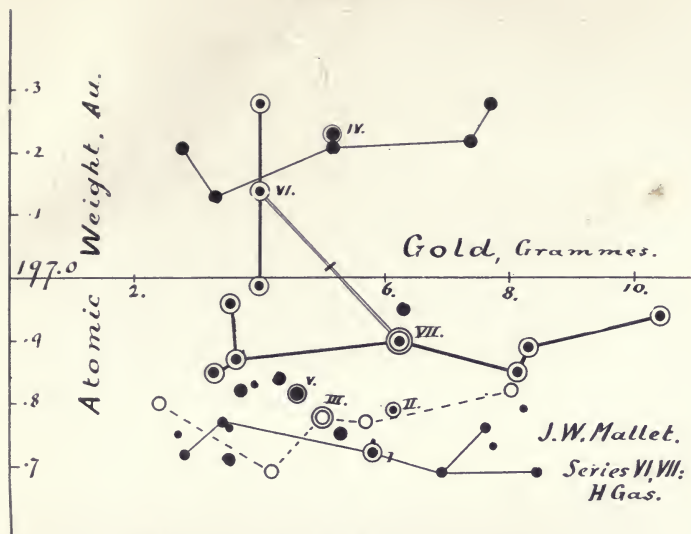 Atomic Weight, Au.
.3
.2
.1
197.0
.9
.8
.7
2.
6.
8.
10.
Gold, Grammes.
IV.
VI.
VII.
V.
III.
II.
I
J.W. Mallet.
Series VI, VII:
H Gas.